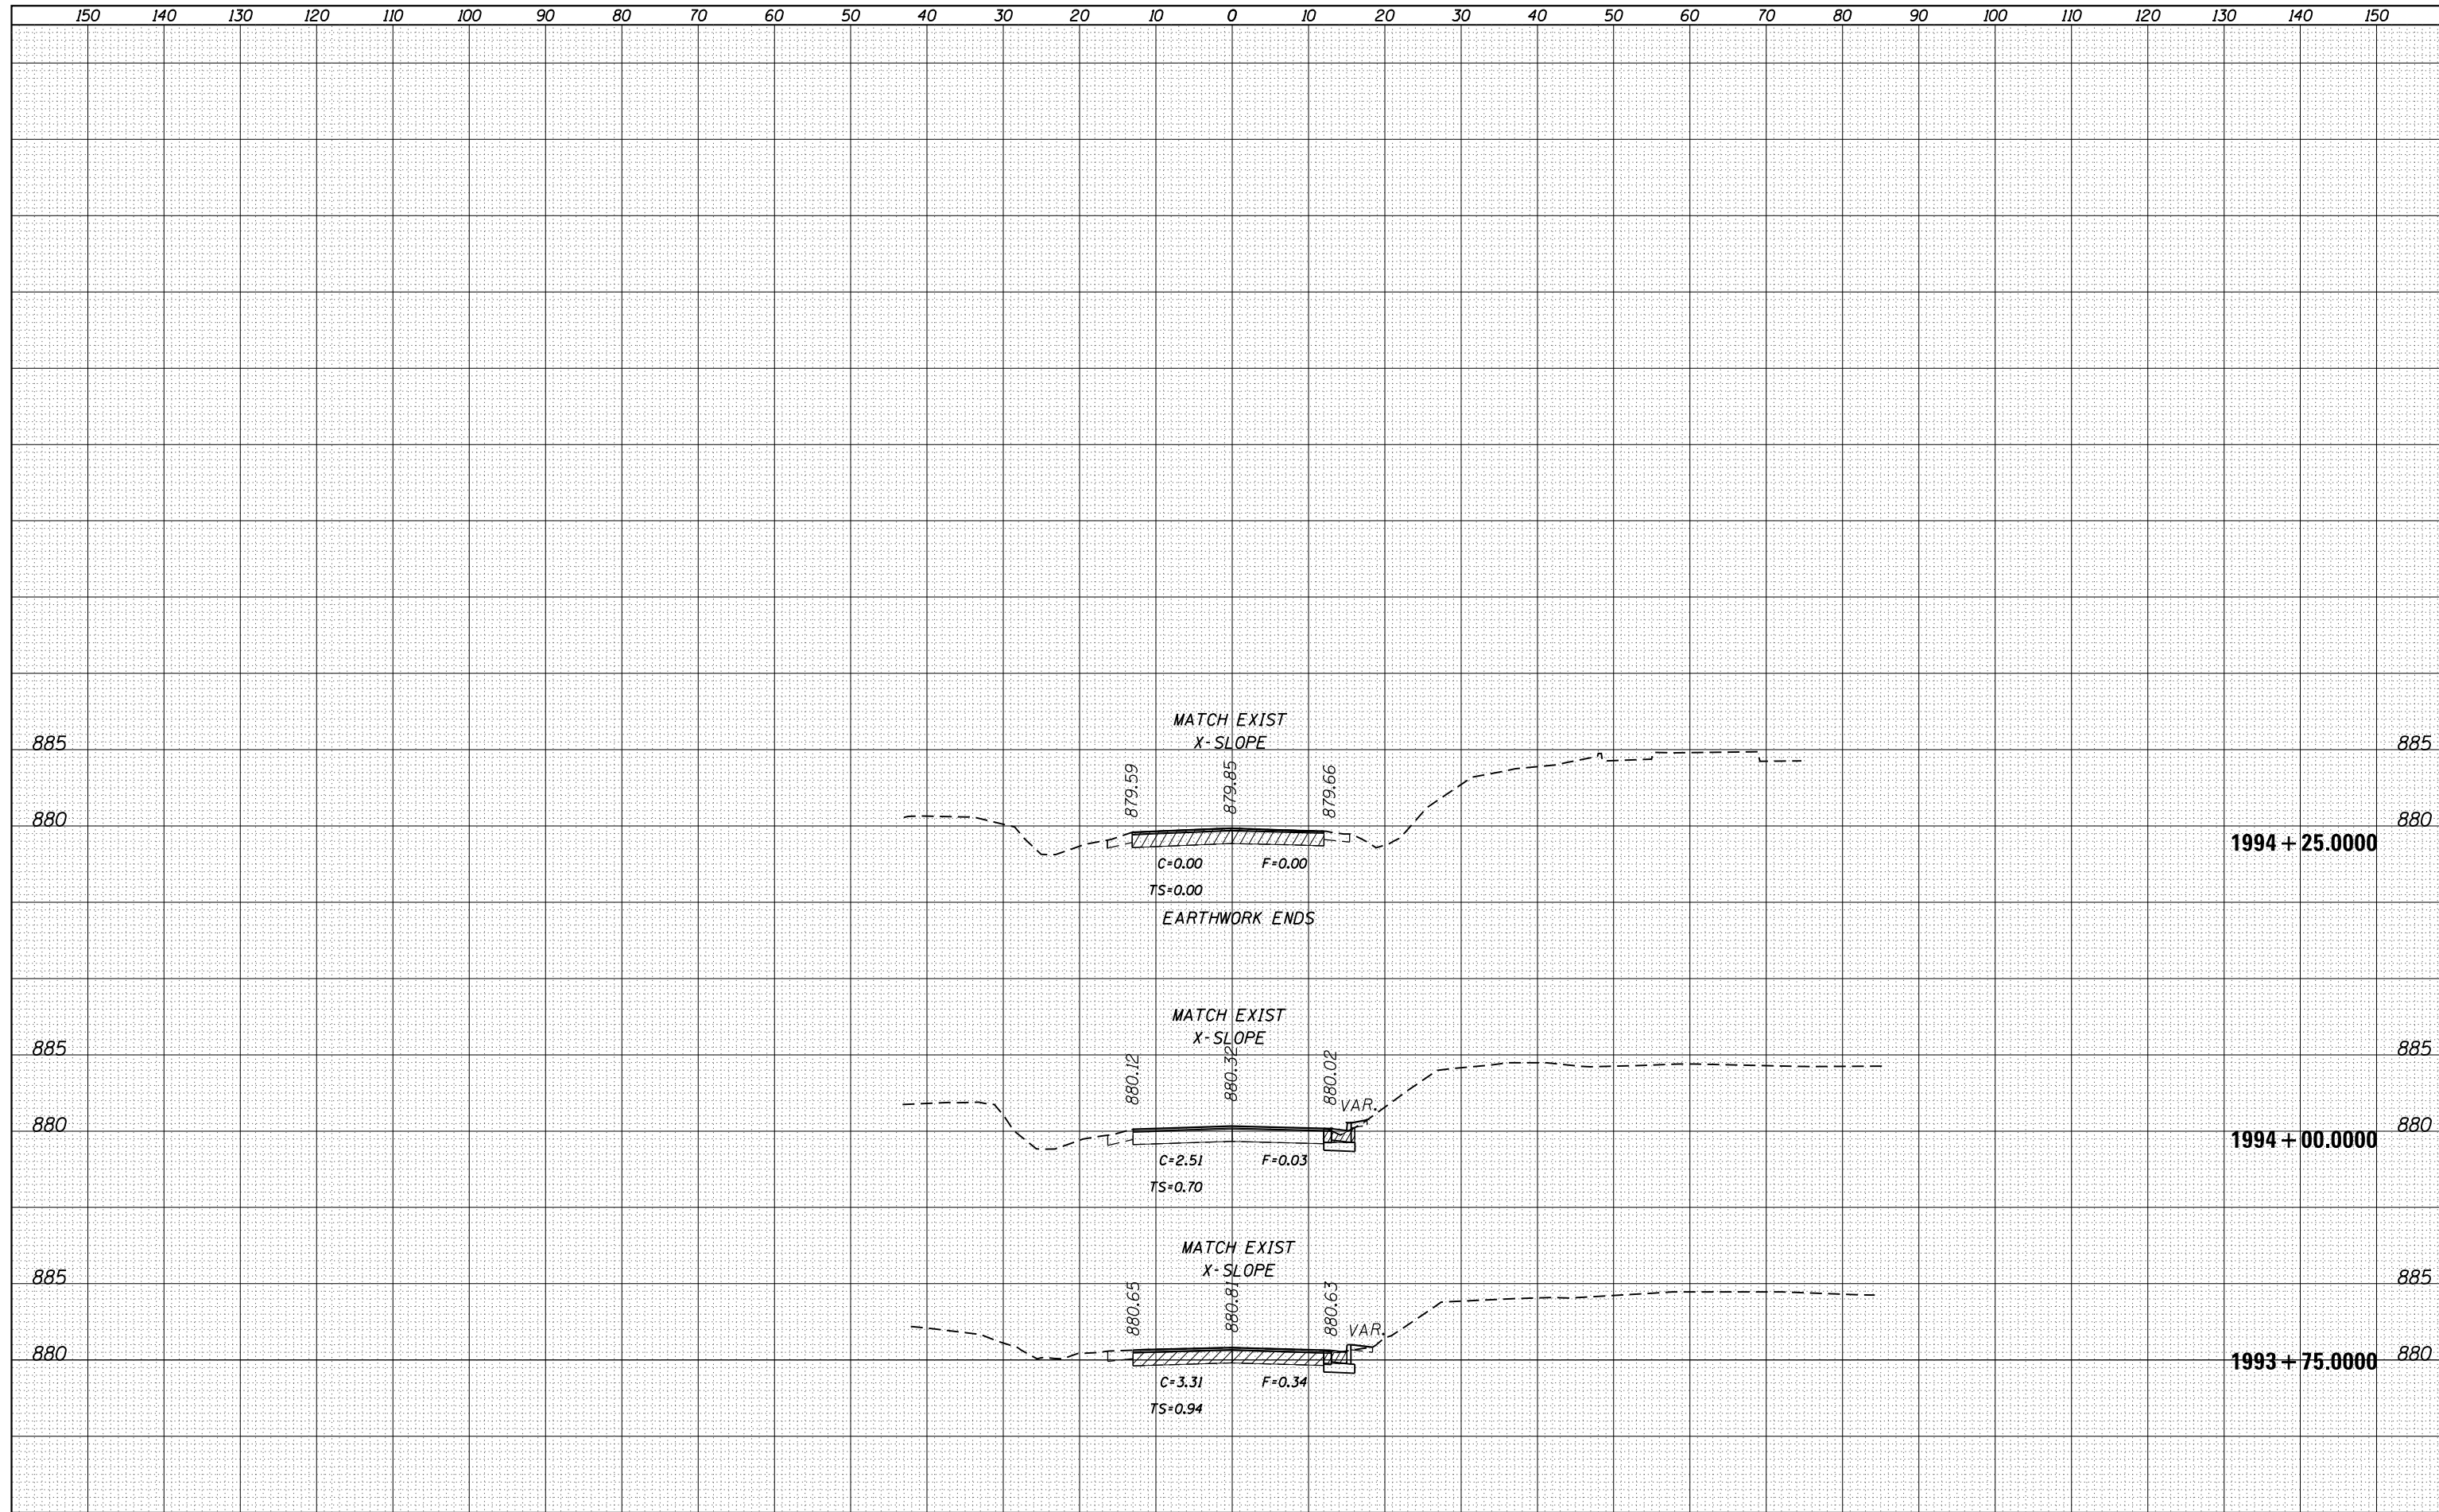 150 140 130 120 110 100 90 80 70 60 50 40 30 20 10 0 10 20 30 40 50 60 70 80 90 100 110 120 130 140 150
MATCH EXIST
X-SLOPE
885 885
879.59 879.85 879.66
880 880
1994+25.0000
C=0.00 F=0.00
TS=0.00
EARTHWORK ENDS
MATCH EXIST
X-SLOPE
885 885
880.12 880.32 880.02
VAR.
880 880
1994+00.0000
C=2.51 F=0.03
TS=0.70
MATCH EXIST
X-SLOPE
885 885
880.65 880.81 880.63
VAR.
880 880
1993+75.0000
C=3.31 F=0.34
TS=0.94